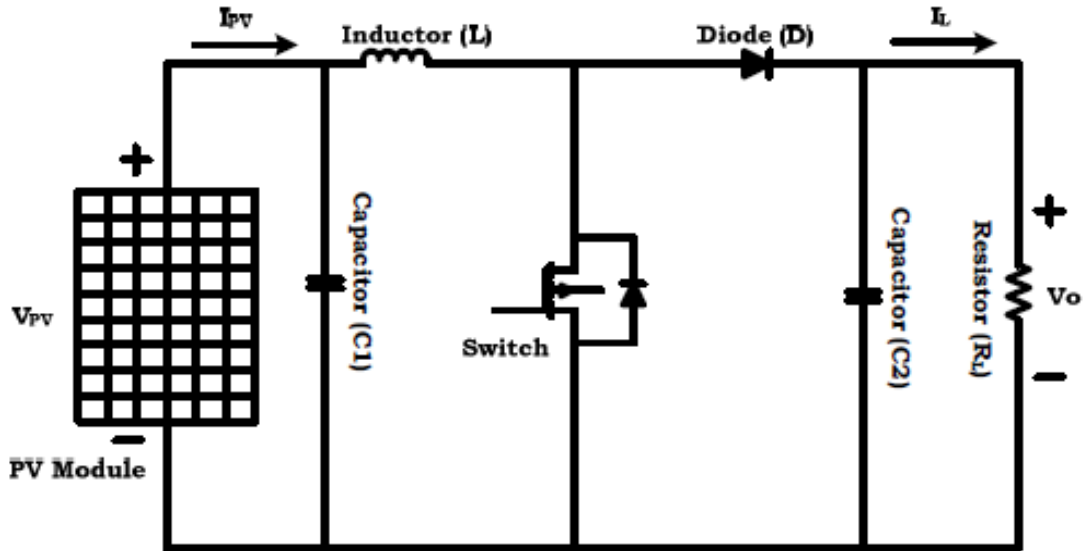 IPV
Inductor (L)
Diode (D)
IL
+
Capacitor (C1)
Capacitor (C2)
Resistor (RL)
+
VPV
Vo
Switch
−
−
PV Module